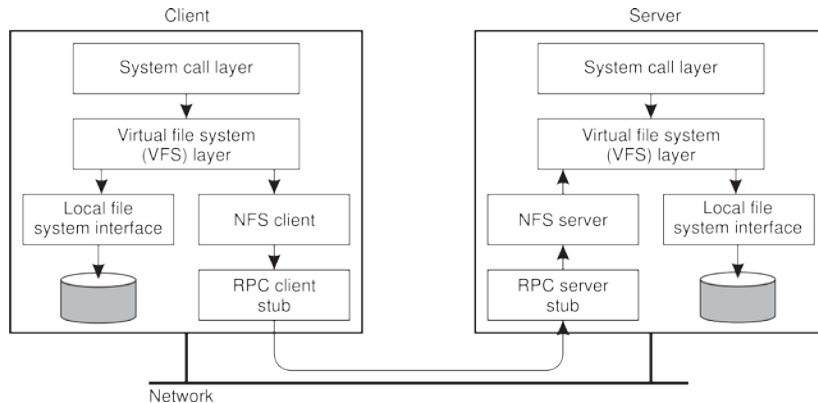 Client
Server
System call layer
System call layer
Virtual file system
(VFS) layer
Virtual file system
(VFS) layer
Local file
system interface
NFS client
NFS server
Local file
system interface
RPC client
stub
RPC server
stub
Network